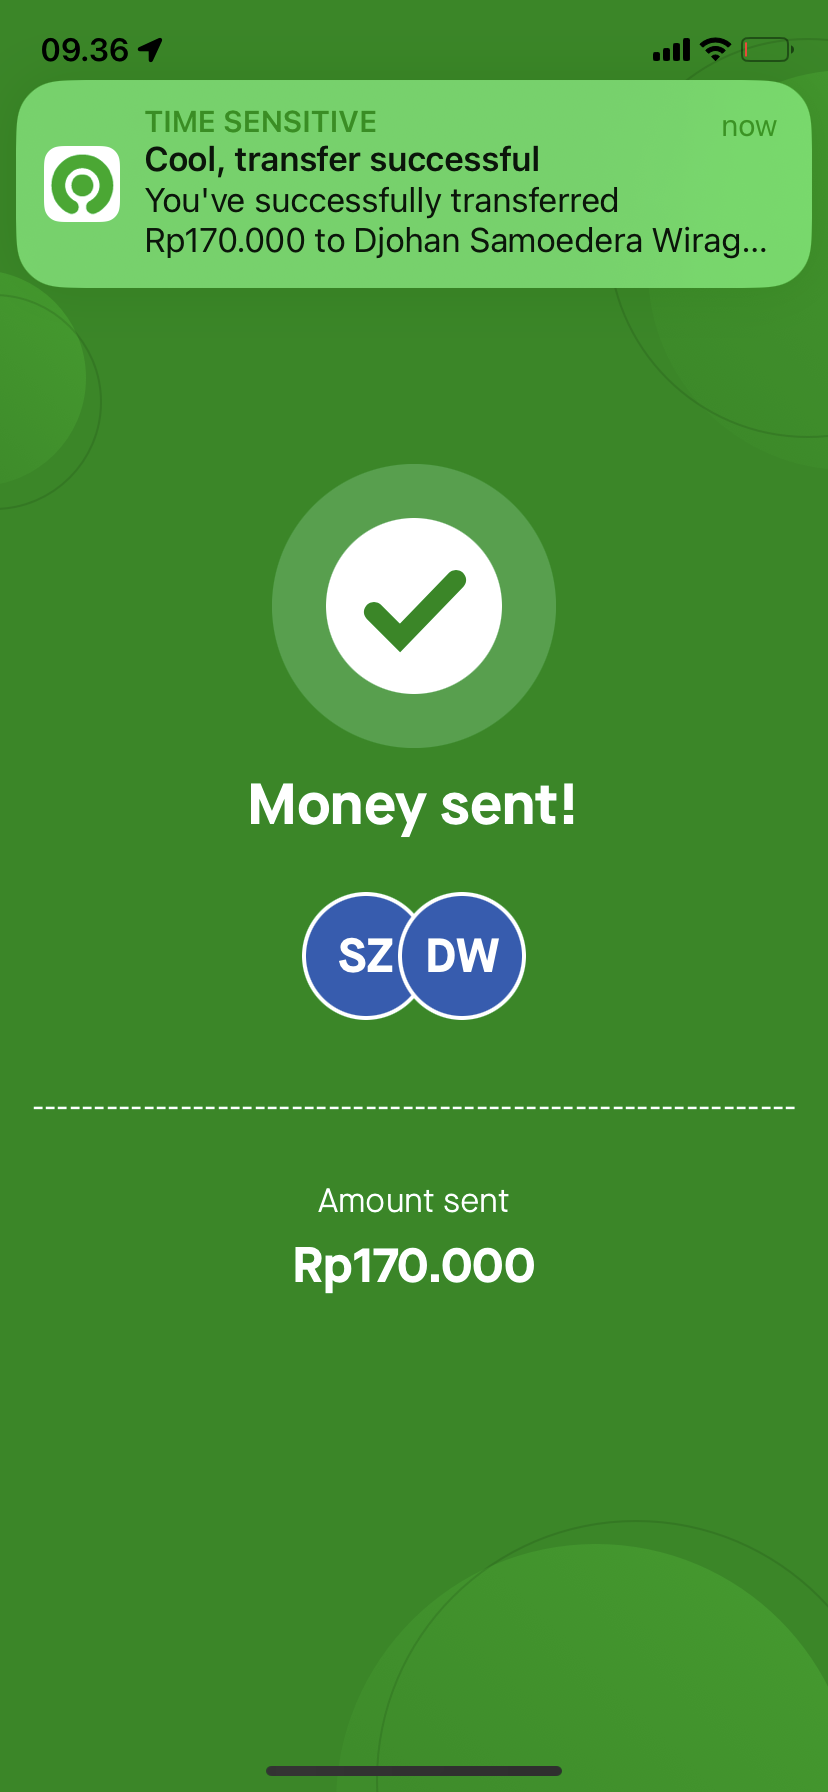 09.36
TIME SENSITIVE
now
Cool, transfer successful
You've successfully transferred
Rp170.000 to Djohan Samoedera Wirag...
Money sent!
SZ DW
Amount sent
Rp170.000